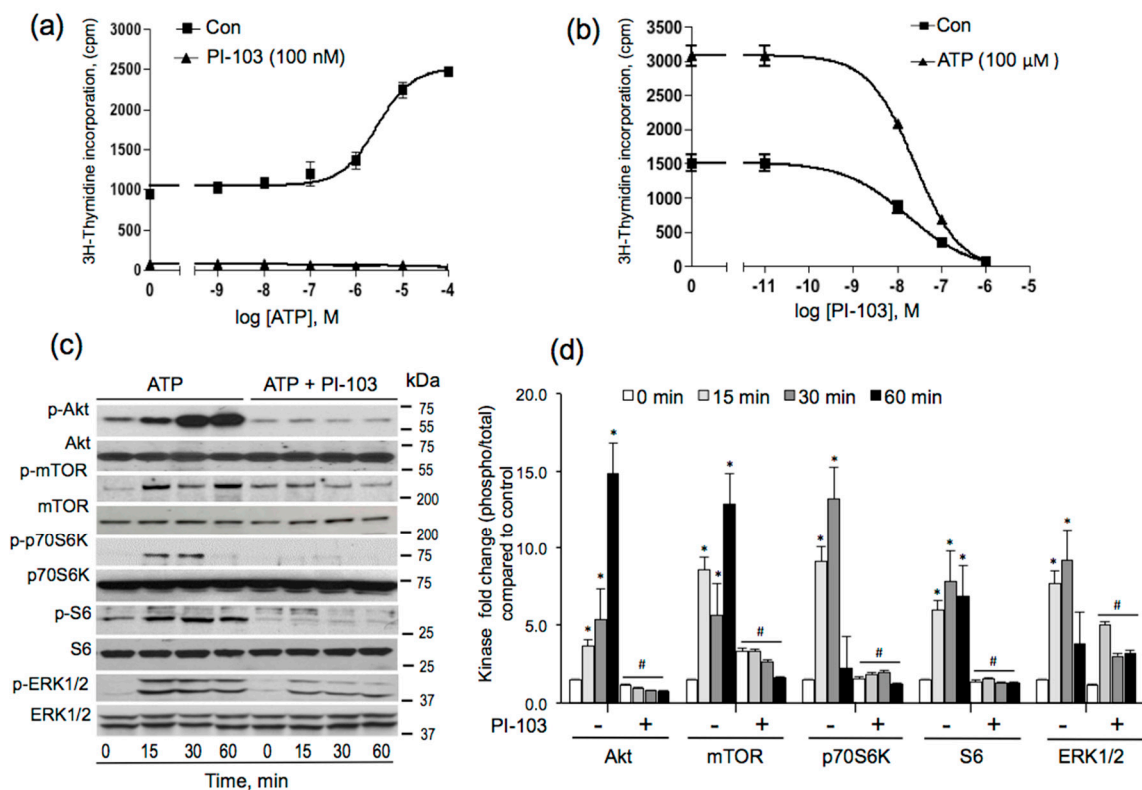 (a)
Con
PI-103 (100 nM)
3H-Thymidine incorporation, (cpm)
3000
2500
2000
1500
1000
500
0
0 -9 -8 -7 -6 -5 -4
log [ATP], M
(b)
Con
ATP (100 µM )
3H-Thymidine incorporation, (cpm)
3500
3000
2500
2000
1500
1000
500
0
0 -11 -10 -9 -8 -7 -6 -5
log [PI-103], M
(c)
ATP ATP + PI-103 kDa
p-Akt 75
55
Akt 75
55
p-mTOR
200
mTOR
200
p-p70S6K
75
p70S6K
75
p-S6
25
S6
25
p-ERK1/2
37
ERK1/2
37
0 15 30 60 0 15 30 60
Time, min
(d)
0 min 15 min 30 min 60 min
Kinase fold change (phospho/total)
compared to control
20.0
15.0
10.0
5.0
0.0
* * * # * * * # * * # * * * # * * #
PI-103 - + - + - + - + - +
Akt mTOR p70S6K S6 ERK1/2